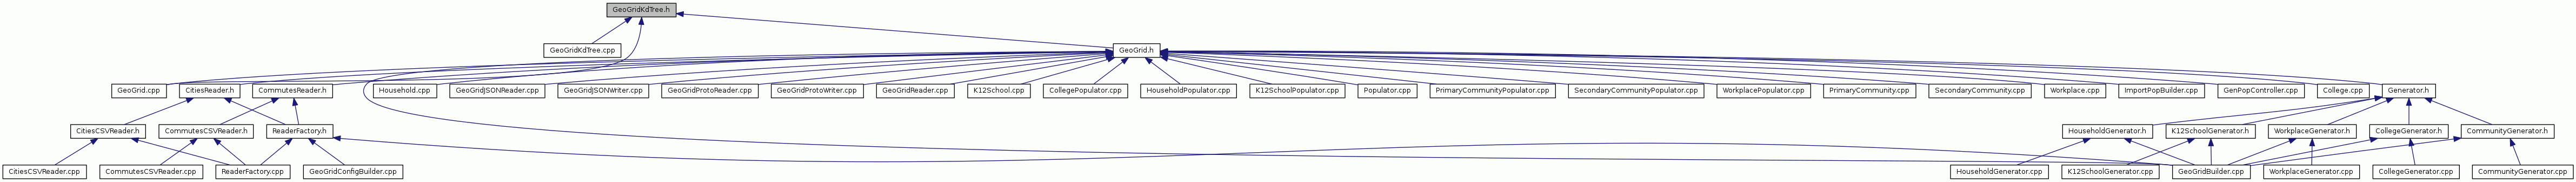 GeoGridKdTree.h
GeoGridKdTree.cpp
GeoGrid.h
GeoGrid.cpp
CitiesReader.h
CommutesReader.h
Household.cpp
GeoGridJSONReader.cpp
GeoGridJSONWriter.cpp
GeoGridProtoReader.cpp
GeoGridProtoWriter.cpp
GeoGridReader.cpp
K12School.cpp
CollegePopulator.cpp
HouseholdPopulator.cpp
K12SchoolPopulator.cpp
Populator.cpp
PrimaryCommunityPopulator.cpp
SecondaryCommunityPopulator.cpp
WorkplacePopulator.cpp
PrimaryCommunity.cpp
SecondaryCommunity.cpp
Workplace.cpp
ImportPopBuilder.cpp
GenPopController.cpp
College.cpp
Generator.h
CitiesCSVReader.h
CommutesCSVReader.h
ReaderFactory.h
HouseholdGenerator.h
K12SchoolGenerator.h
WorkplaceGenerator.h
CollegeGenerator.h
CommunityGenerator.h
CitiesCSVReader.cpp
CommutesCSVReader.cpp
ReaderFactory.cpp
GeoGridConfigBuilder.cpp
HouseholdGenerator.cpp
K12SchoolGenerator.cpp
GeoGridBuilder.cpp
WorkplaceGenerator.cpp
CollegeGenerator.cpp
CommunityGenerator.cpp